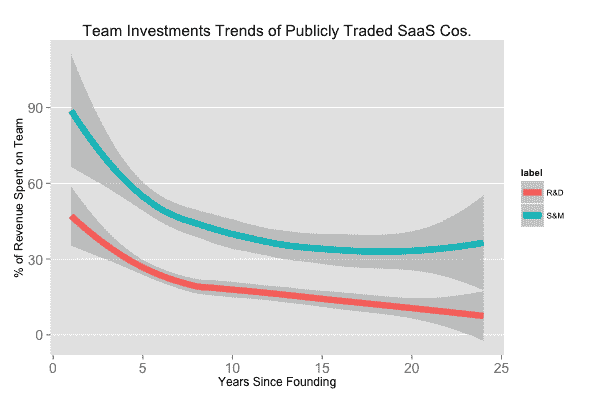 Team Investments Trends of Publicly Traded SaaS Cos.
% of Revenue Spent on Team
90
60
30
0
0 5 10 15 20 25
Years Since Founding
label
R&D
S&M